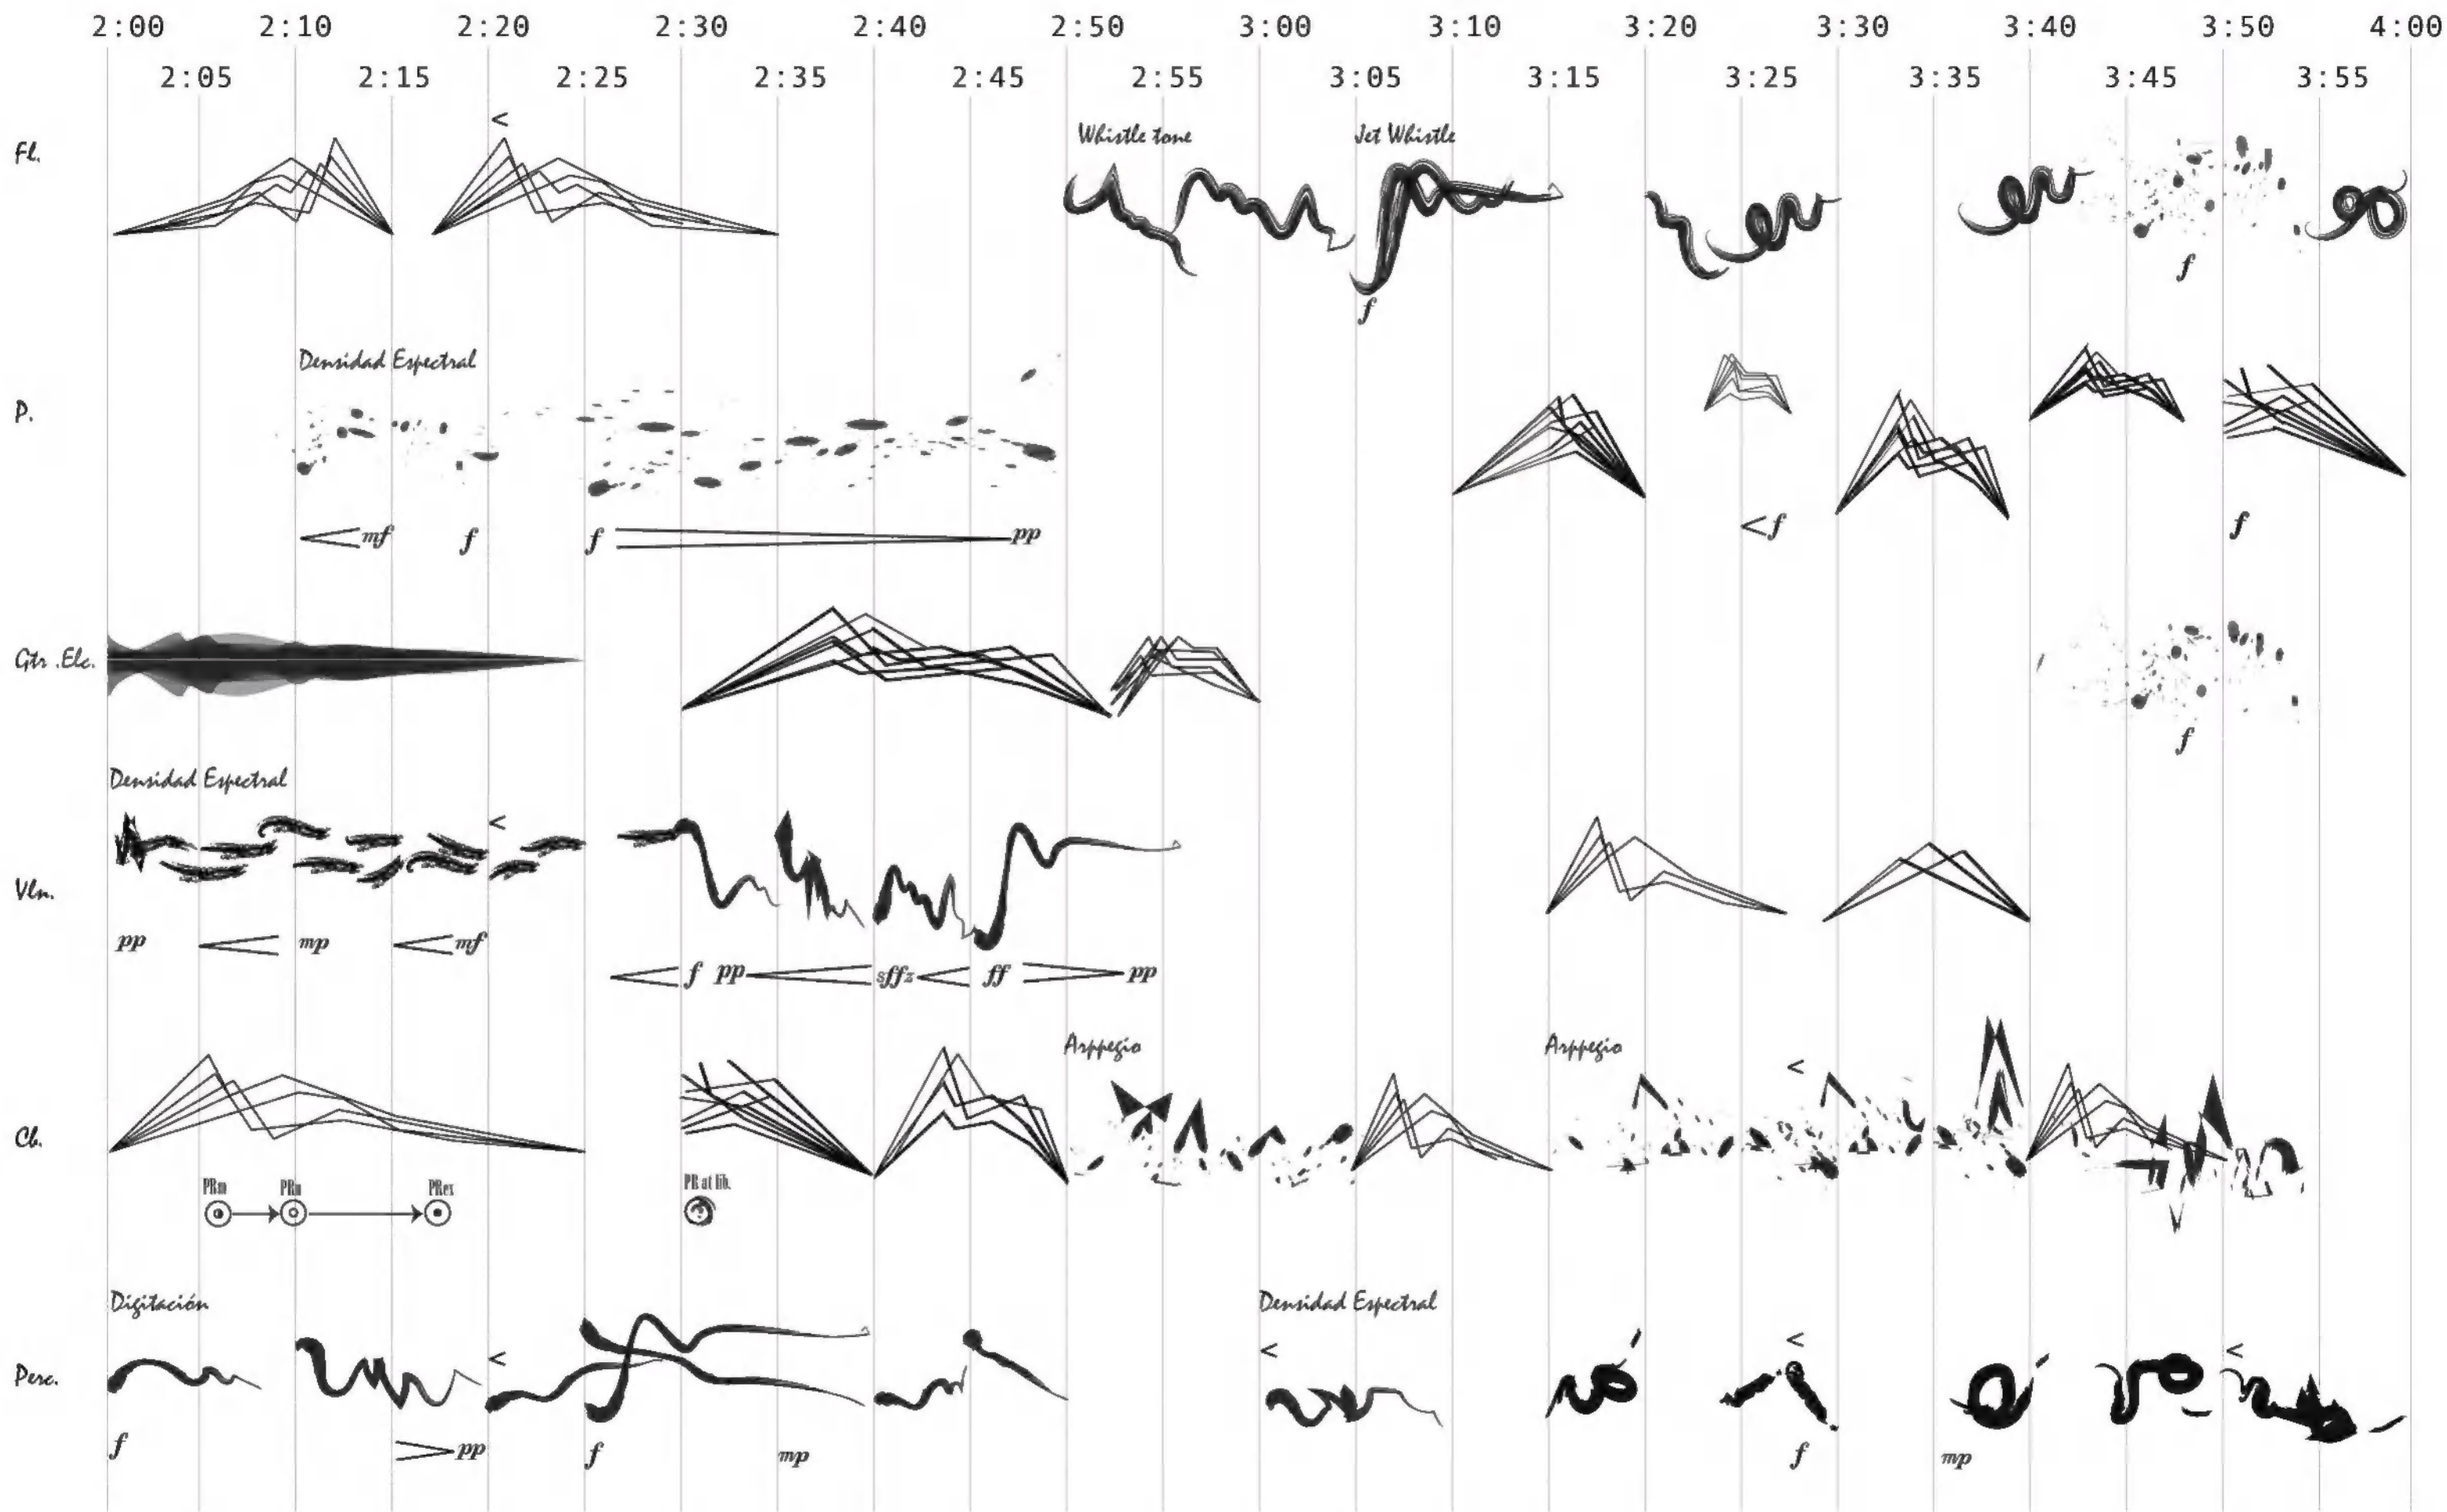 2:00 2:10 2:20 2:30 2:40 2:50 3:00 3:10 3:20 3:30 3:40 3:50 4:00
2:05 2:15 2:25 2:35 2:45 2:55 3:05 3:15 3:25 3:35 3:45 3:55
<
Fl.
Whistle tone Jet Whistle
f f
Densidad Espectral
P.
mf f f pp <f f
Gtr .Elc.
f
Densidad Espectral
<
Vln.
pp mp mf
f pp sffz ff pp
Arppegio Arppegio
<
Cb.
PRm PRn PRex PR at lib.
Digitación Densidad Espectral
< < < <
Perc.
f pp f mp f mp